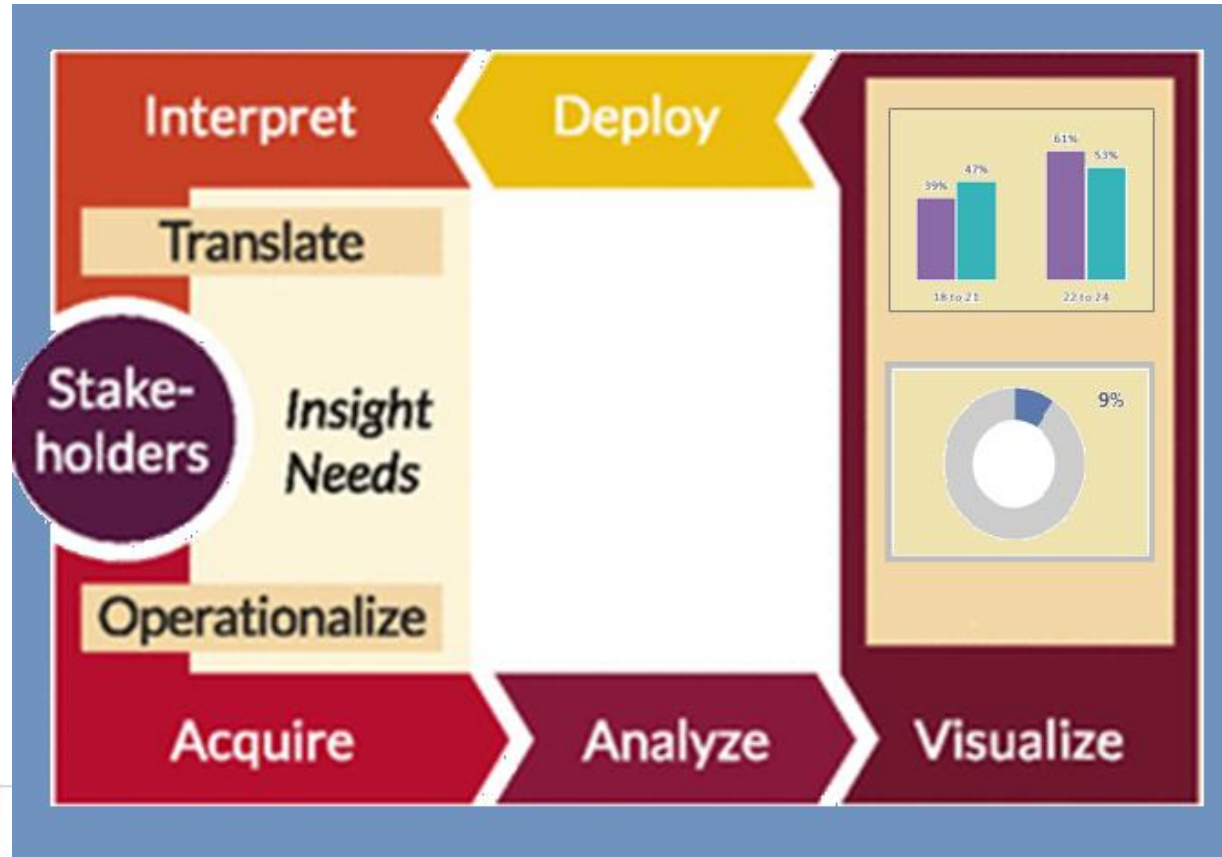 Interpret
Deploy
Translate
Stake-
holders
Insight
Needs
Operationalize
Acquire
Analyze
Visualize
39%
47%
61%
53%
18 to 21
22 to 24
9%